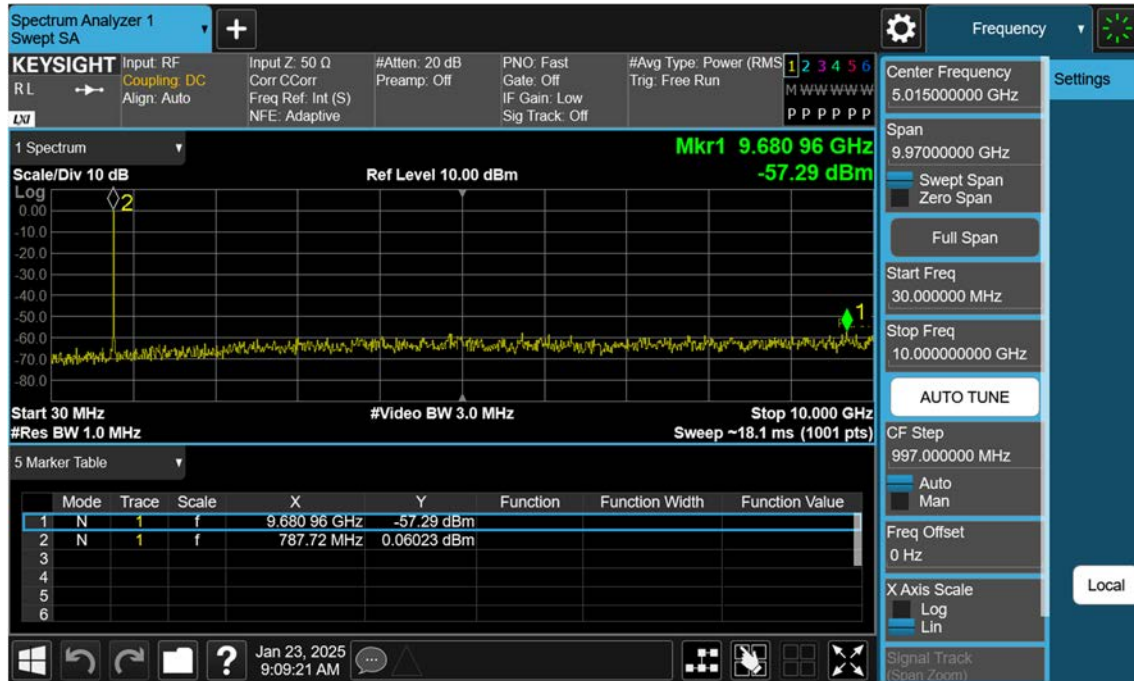 Spectrum Analyzer 1
Swept SA
+
Frequency
KEYSIGHT
RL
LXI
Input: RF
Coupling: DC
Align: Auto
Input Z: 50 Ω
Corr CCorr
Freq Ref: Int (S)
NFE: Adaptive
#Atten: 20 dB
Preamp: Off
PNO: Fast
Gate: Off
IF Gain: Low
Sig Track: Off
#Avg Type: Power (RMS
Trig: Free Run
1 2 3 4 5 6
M W W W W W
P P P P P P
1 Spectrum
Scale/Div 10 dB
Ref Level 10.00 dBm
Mkr1 9.680 96 GHz
-57.29 dBm
Log
0.00
-10.0
-20.0
-30.0
-40.0
-50.0
-60.0
-70.0
-80.0
2
1
Start 30 MHz
#Video BW 3.0 MHz
Stop 10.000 GHz
#Res BW 1.0 MHz
Sweep ~18.1 ms (1001 pts)
5 Marker Table
Mode Trace Scale X Y Function Function Width Function Value
1 N 1 f 9.680 96 GHz -57.29 dBm
2 N 1 f 787.72 MHz 0.06023 dBm
3
4
5
6
?
Jan 23, 2025
9:09:21 AM
Center Frequency
5.015000000 GHz
Span
9.97000000 GHz
Swept Span
Zero Span
Full Span
Start Freq
30.000000 MHz
Stop Freq
10.000000000 GHz
AUTO TUNE
CF Step
997.000000 MHz
Auto
Man
Freq Offset
0 Hz
X Axis Scale
Log
Lin
Signal Track
(Span Zoom)
Settings
Local